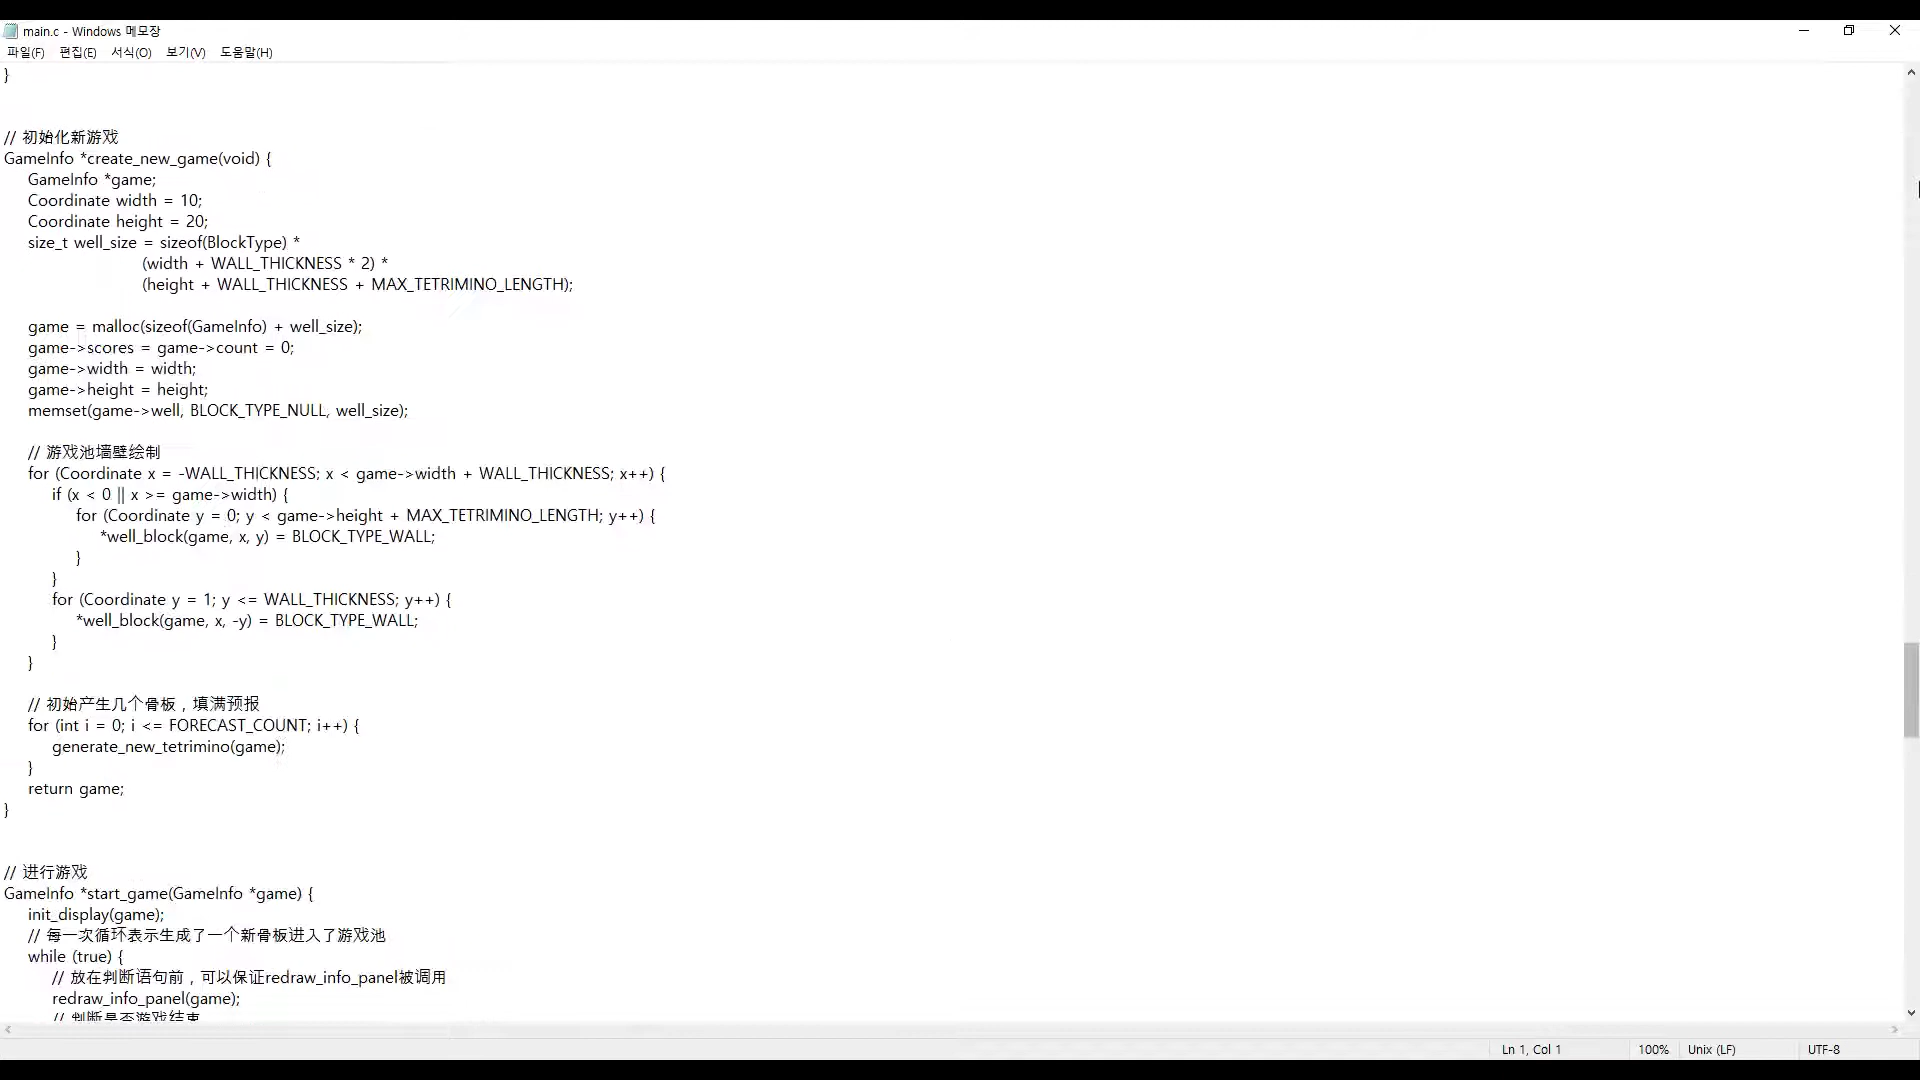 main.c - Windows 메모장
파일(F) 편집(E) 서식(O) 보기(V) 도움말(H)
}
// 初始化新游戏
GameInfo *create_new_game(void) {
GameInfo *game;
Coordinate width = 10;
Coordinate height = 20;
size_t well_size = sizeof(BlockType) *
(width + WALL_THICKNESS * 2) *
(height + WALL_THICKNESS + MAX_TETRIMINO_LENGTH);
game = malloc(sizeof(GameInfo) + well_size);
game->scores = game->count = 0;
game->width = width;
game->height = height;
memset(game->well, BLOCK_TYPE_NULL, well_size);
// 游戏池墙壁绘制
for (Coordinate x = -WALL_THICKNESS; x < game->width + WALL_THICKNESS; x++) {
if (x < 0 || x >= game->width) {
for (Coordinate y = 0; y < game->height + MAX_TETRIMINO_LENGTH; y++) {
*well_block(game, x, y) = BLOCK_TYPE_WALL;
}
}
for (Coordinate y = 1; y <= WALL_THICKNESS; y++) {
*well_block(game, x, -y) = BLOCK_TYPE_WALL;
}
}
// 初始产生几个骨板，填满预报
for (int i = 0; i <= FORECAST_COUNT; i++) {
generate_new_tetrimino(game);
}
return game;
}
// 进行游戏
GameInfo *start_game(GameInfo *game) {
init_display(game);
// 每一次循环表示生成了一个新骨板进入了游戏池
while (true) {
// 放在判断语句前，可以保证redraw_info_panel被调用
redraw_info_panel(game);
// 判断是否游戏结束
Ln 1, Col 1 100% Unix (LF) UTF-8